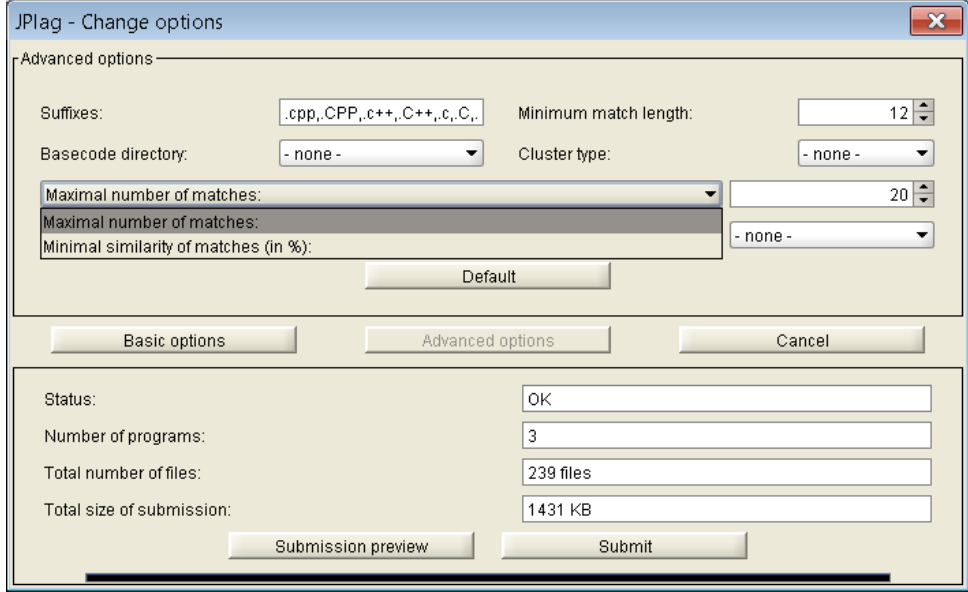 JPlag - Change options
Advanced options
Suffixes: .cpp,.CPP,.c++,.C++,.c,.C,. Minimum match length: 12
Basecode directory: - none - Cluster type: - none -
Maximal number of matches: 20
Maximal number of matches:
Minimal similarity of matches (in %): - none -
Default
Basic options Advanced options Cancel
Status: OK
Number of programs: 3
Total number of files: 239 files
Total size of submission: 1431 KB
Submission preview Submit